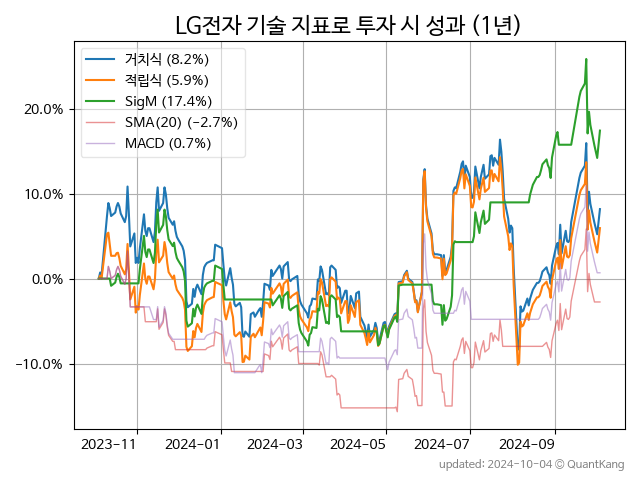 LG전자 기술 지표로 투자 시 성과 (1년)
거치식 (8.2%)
적립식 (5.9%)
SigM (17.4%)
SMA(20) (−2.7%)
MACD (0.7%)
20.0%
10.0%
0.0%
−10.0%
2023-11 2024-01 2024-03 2024-05 2024-07 2024-09
updated: 2024-10-04 ⓒ QuantKang